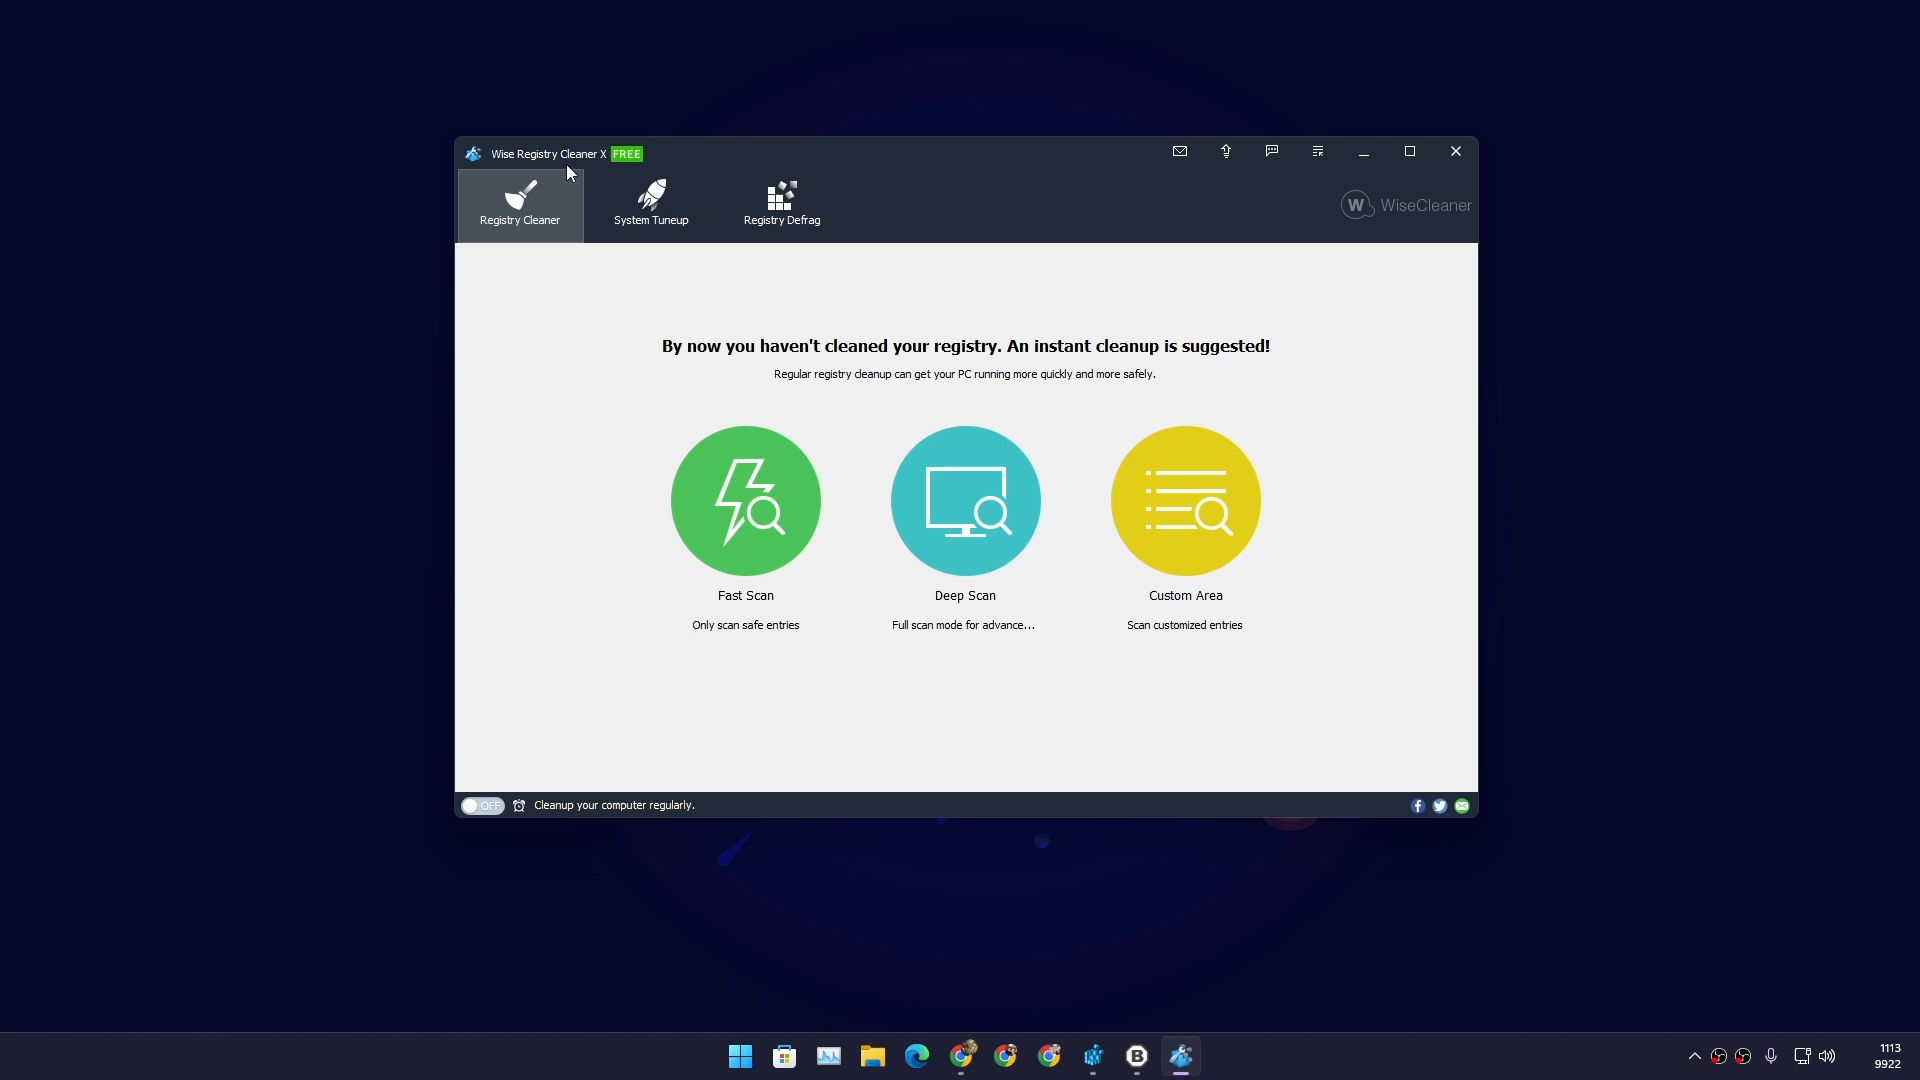 Wise Registry Cleaner X FREE
Registry Cleaner
System Tuneup
Registry Defrag
W WiseCleaner
By now you haven't cleaned your registry. An instant cleanup is suggested!
Regular registry cleanup can get your PC running more quickly and more safely.
Fast Scan
Deep Scan
Custom Area
Only scan safe entries
Full scan mode for advance...
Scan customized entries
OFF Cleanup your computer regularly.
B
1113
9922